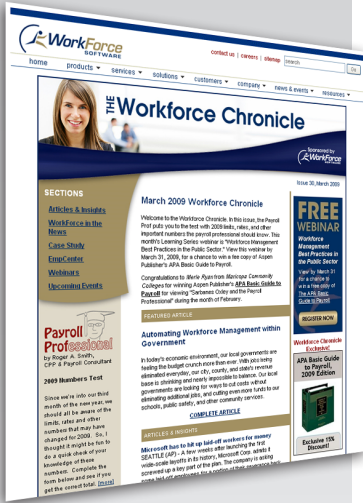 WorkForce
SOFTWARE
contact us | careers | sitemap
search
Go
home products services solutions customers company news & events resources
THE Workforce Chronicle
Sponsored by
WorkForce
Issue 30, March 2009
SECTIONS
Articles & Insights
WorkForce in the
News
Case Study
EmpCenter
Webinars
Upcoming Events
Payroll
Professional
by Roger A. Smith,
CPP & Payroll Consultant
2009 Numbers Test
Since we're into our third
month of the new year, we
should all be aware of the
limits, rates and other
numbers that may have
changed for 2009. So, I
thought it might be fun if
you did a quick check of your
knowledge of these
numbers. Complete the
form below and see if you
get the correct total. [more]
March 2009 Workforce Chronicle
Welcome to the Workforce Chronicle. In this issue, the Payroll
Prof puts you to the test with 2009 limits, rates, and other
important numbers the payroll professional should know. This
month's Learning Series webinar is "Workforce Management
Best Practices in the Public Sector." View this webinar by
March 31, 2009, for a chance to win a free copy of Aspen
Publisher's APA Basic Guide to Payroll.
Congratulations to Merle Ryan from Maricopa Community
Colleges for winning Aspen Publisher's APA Basic Guide to
Payroll for viewing "Sarbanes Oxley and the Payroll
Professional" during the month of February.
FEATURED ARTICLE
Automating Workforce Management within
Government
In today's economic environment, our local governments are
feeling the budget crunch more than ever. With jobs being
eliminated everyday, our city, county, and state's revenue
base is shrinking and nearly impossible to balance. Our local
governments are looking for ways to cut costs without
eliminating additional jobs, and cutting even more funds to our
schools, public safety, and other community services.
COMPLETE ARTICLE
ARTICLES & INSIGHTS
Microsoft has to hit up laid-off workers for money
SEATTLE (AP) - A few weeks after launching the first
wide-scale layoffs in its history, Microsoft Corp. admits it
screwed up a key part of the plan. The company is asking
some laid-off employees for a portion of their severance back
FREE
WEBINAR
Workforce
Management
Best Practices in
the Public Sector
View by March
31 for a chance to
win a free copy of
The APA Basic
Guide to Payroll
REGISTER NOW
Workforce Chronicle
Exclusive!
APA Basic Guide
to Payroll,
2009 Edition
Exclusive 15%
Discount!